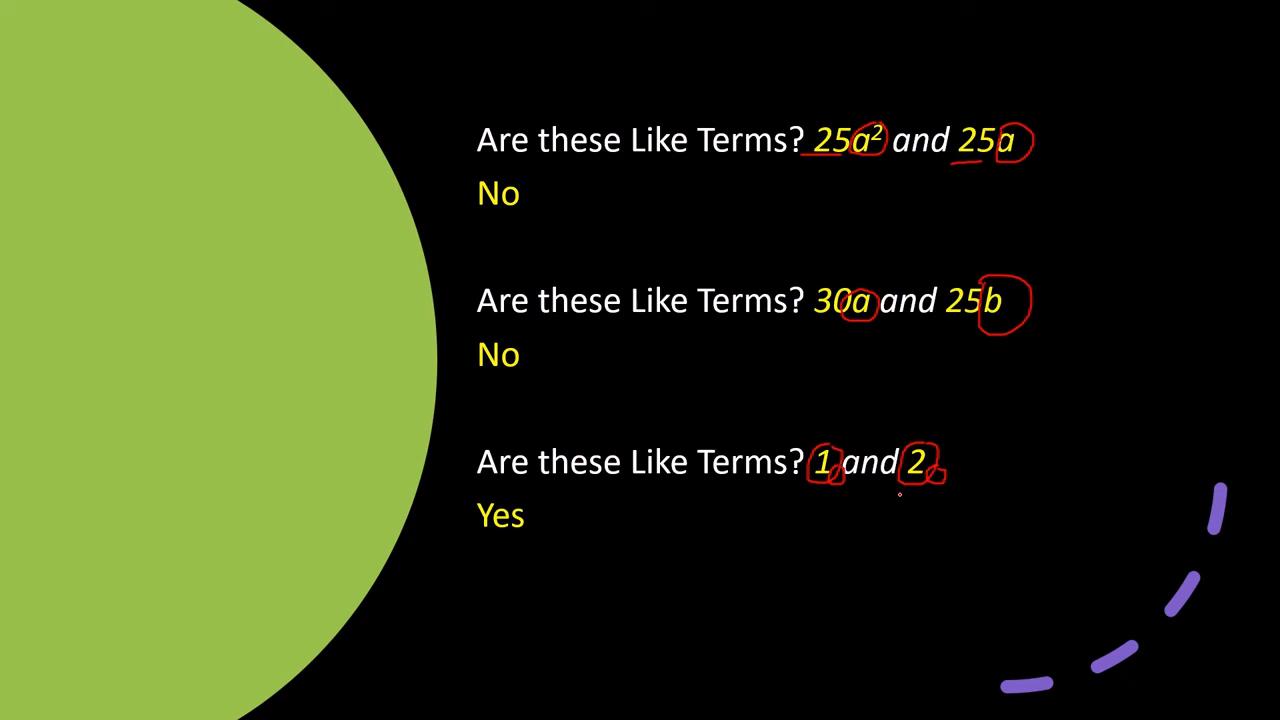 Are these Like Terms? 25a² and 25a
No
Are these Like Terms? 30a and 25b
No
Are these Like Terms? 1 and 2
Yes